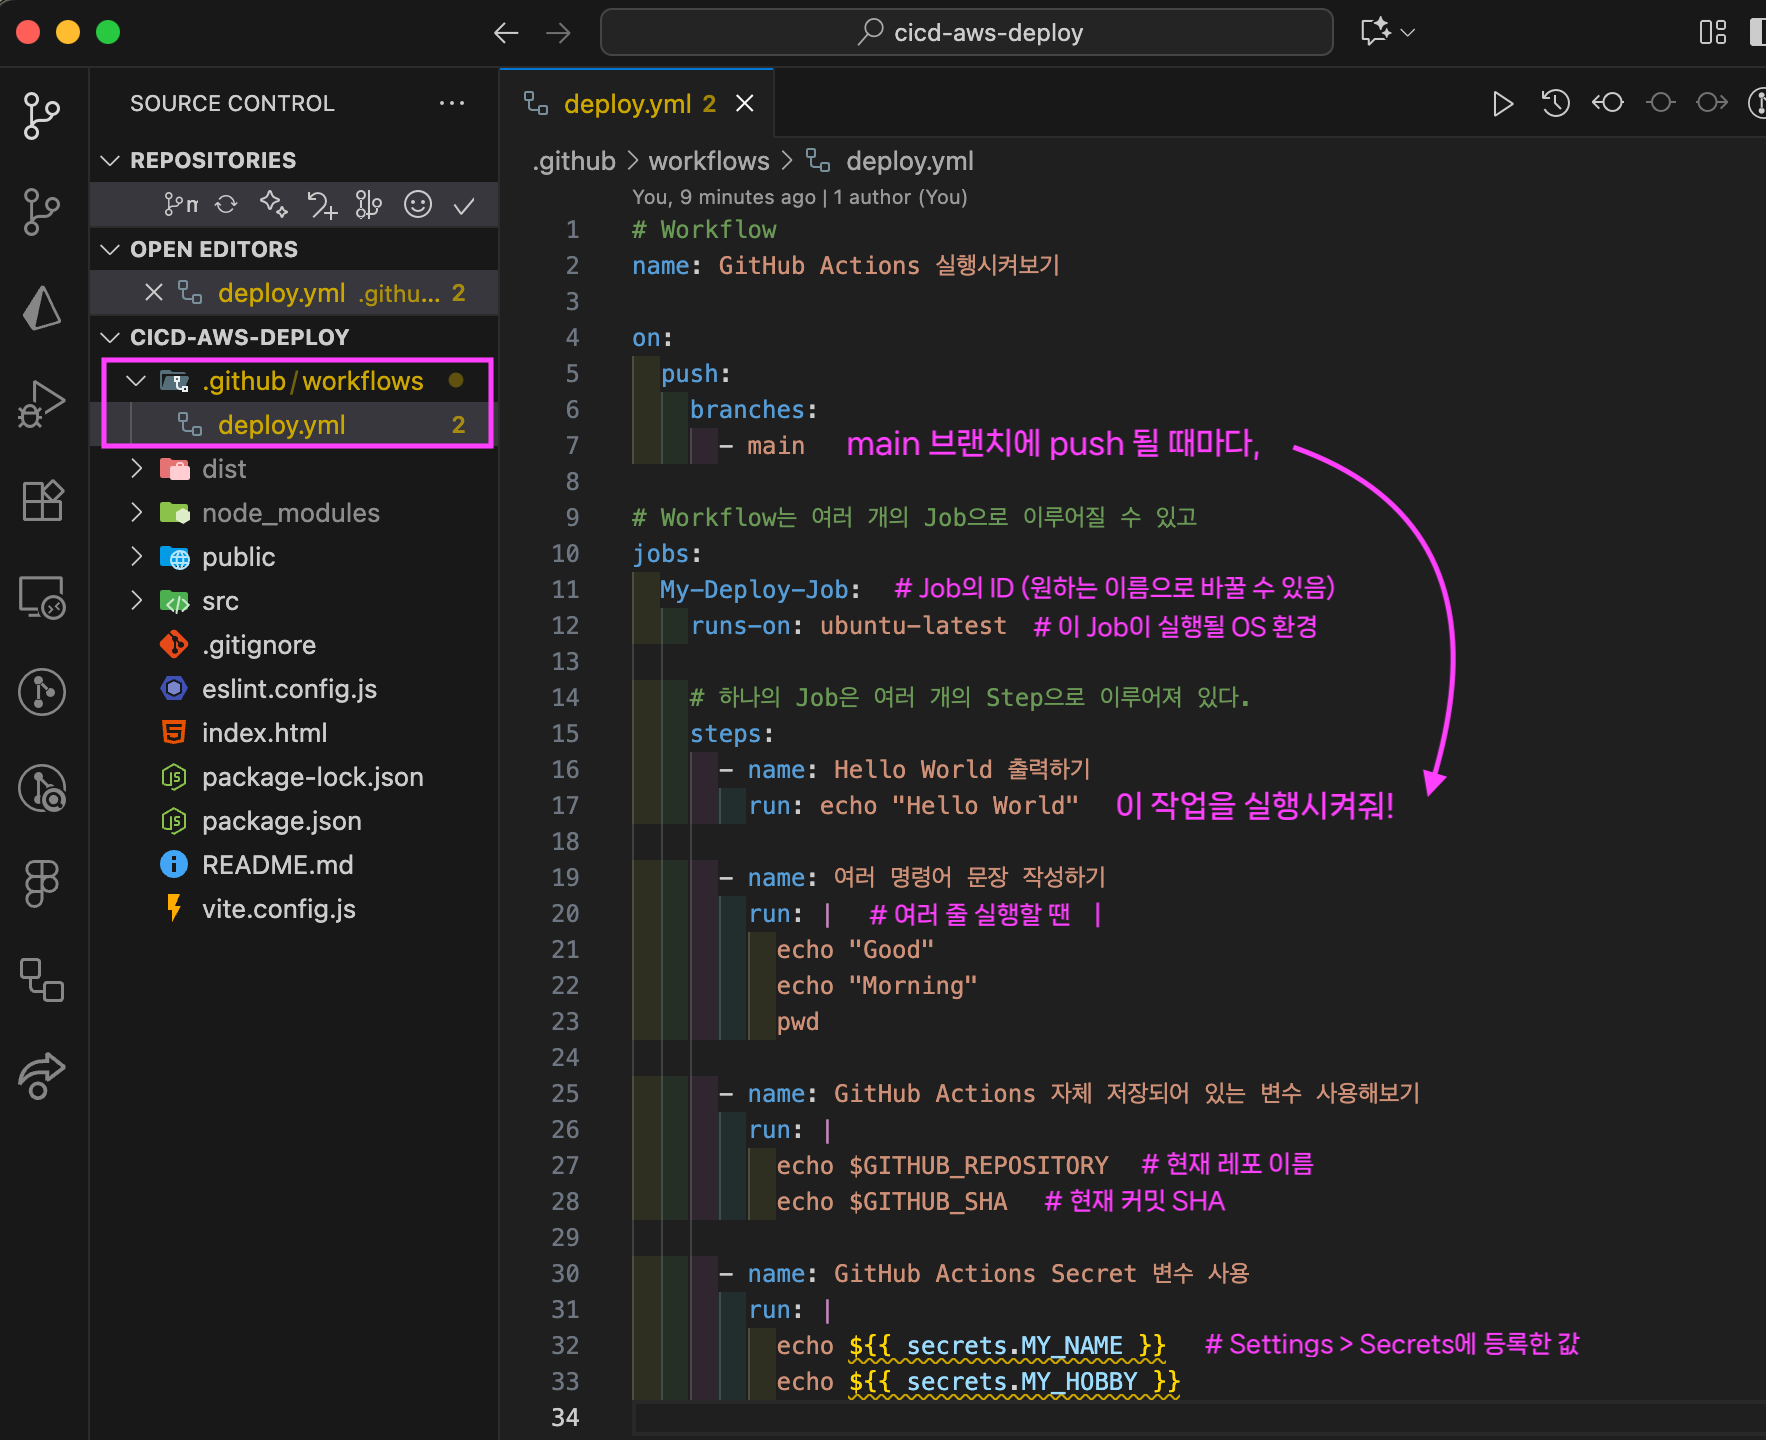 cicd-aws-deploy
SOURCE CONTROL
REPOSITORIES
OPEN EDITORS
deploy.yml .githu... 2
CICD-AWS-DEPLOY
.github/workflows
deploy.yml 2
dist
node_modules
public
src
.gitignore
eslint.config.js
index.html
package-lock.json
package.json
README.md
vite.config.js
deploy.yml 2
.github > workflows > deploy.yml
You, 9 minutes ago | 1 author (You)
1 # Workflow
2 name: GitHub Actions 실행시켜보기
3
4 on:
5 push:
6 branches:
7 - main main 브랜치에 push 될 때마다,
8
9 # Workflow는 여러 개의 Job으로 이루어질 수 있고
10 jobs:
11 My-Deploy-Job: # Job의 ID (원하는 이름으로 바꿀 수 있음)
12 runs-on: ubuntu-latest # 이 Job이 실행될 OS 환경
13
14 # 하나의 Job은 여러 개의 Step으로 이루어져 있다.
15 steps:
16 - name: Hello World 출력하기
17 run: echo "Hello World" 이 작업을 실행시켜줘!
18
19 - name: 여러 명령어 문장 작성하기
20 run: | # 여러 줄 실행할 땐 |
21 echo "Good"
22 echo "Morning"
23 pwd
24
25 - name: GitHub Actions 자체 저장되어 있는 변수 사용해보기
26 run: |
27 echo $GITHUB_REPOSITORY # 현재 레포 이름
28 echo $GITHUB_SHA # 현재 커밋 SHA
29
30 - name: GitHub Actions Secret 변수 사용
31 run: |
32 echo ${{ secrets.MY_NAME }} # Settings > Secrets에 등록한 값
33 echo ${{ secrets.MY_HOBBY }}
34